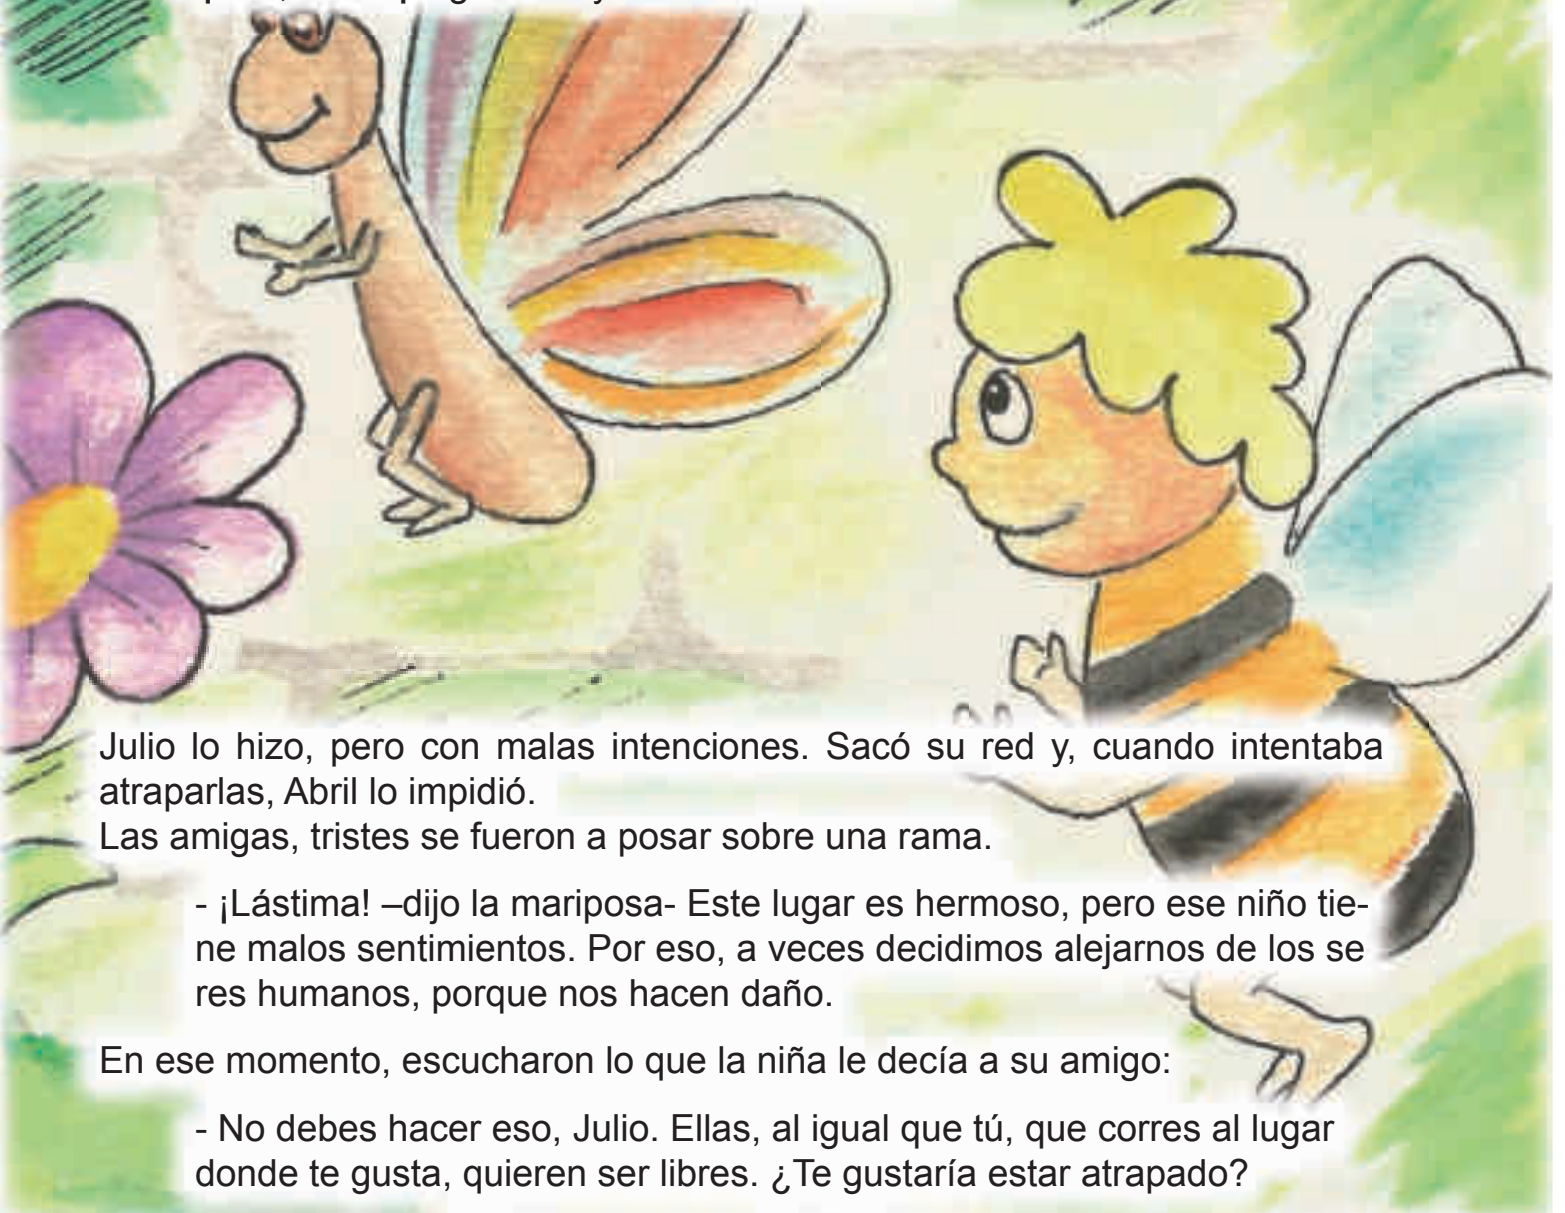 Julio lo hizo, pero con malas intenciones. Sacó su red y, cuando intentaba
atraparlas, Abril lo impidió.
Las amigas, tristes se fueron a posar sobre una rama.
- ¡Lástima! –dijo la mariposa- Este lugar es hermoso, pero ese niño tie-
ne malos sentimientos. Por eso, a veces decidimos alejarnos de los se
res humanos, porque nos hacen daño.
En ese momento, escucharon lo que la niña le decía a su amigo:
- No debes hacer eso, Julio. Ellas, al igual que tú, que corres al lugar
donde te gusta, quieren ser libres. ¿Te gustaría estar atrapado?